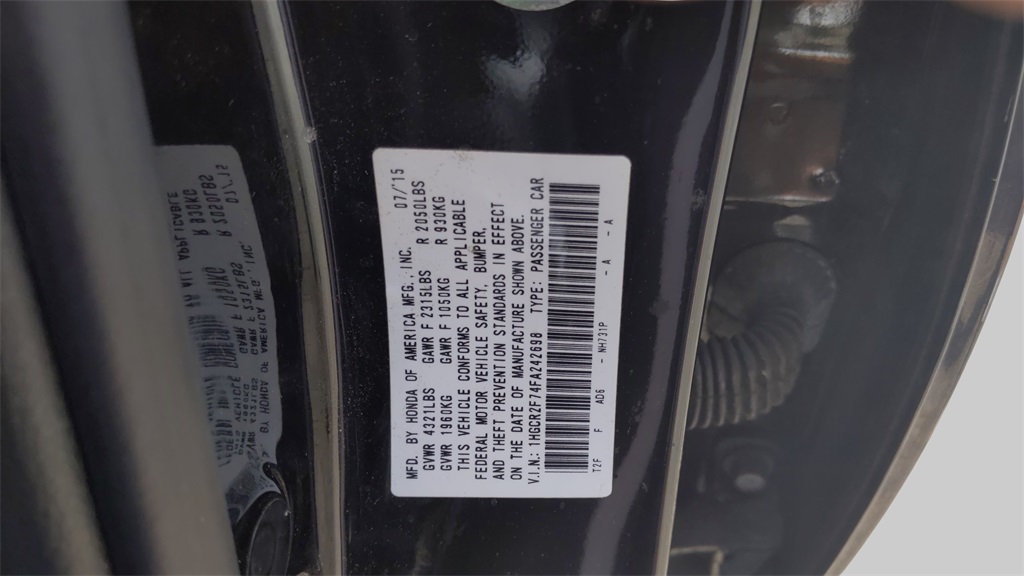 MFD. BY HONDA OF AMERICA MFG., INC. 07/15
GVWR 4321LBS GAWR F 2315LBS R 2050LBS
GVWR 1960KG GAWR F 1050KG R 930KG
THIS VEHICLE CONFORMS TO ALL APPLICABLE
FEDERAL MOTOR VEHICLE SAFETY, BUMPER,
AND THEFT PREVENTION STANDARDS IN EFFECT
ON THE DATE OF MANUFACTURE SHOWN ABOVE.
V.I.N.: 1HGCR2F74FA242698 TYPE: PASSENGER CAR
T2F F A06 - NH731P - A - A